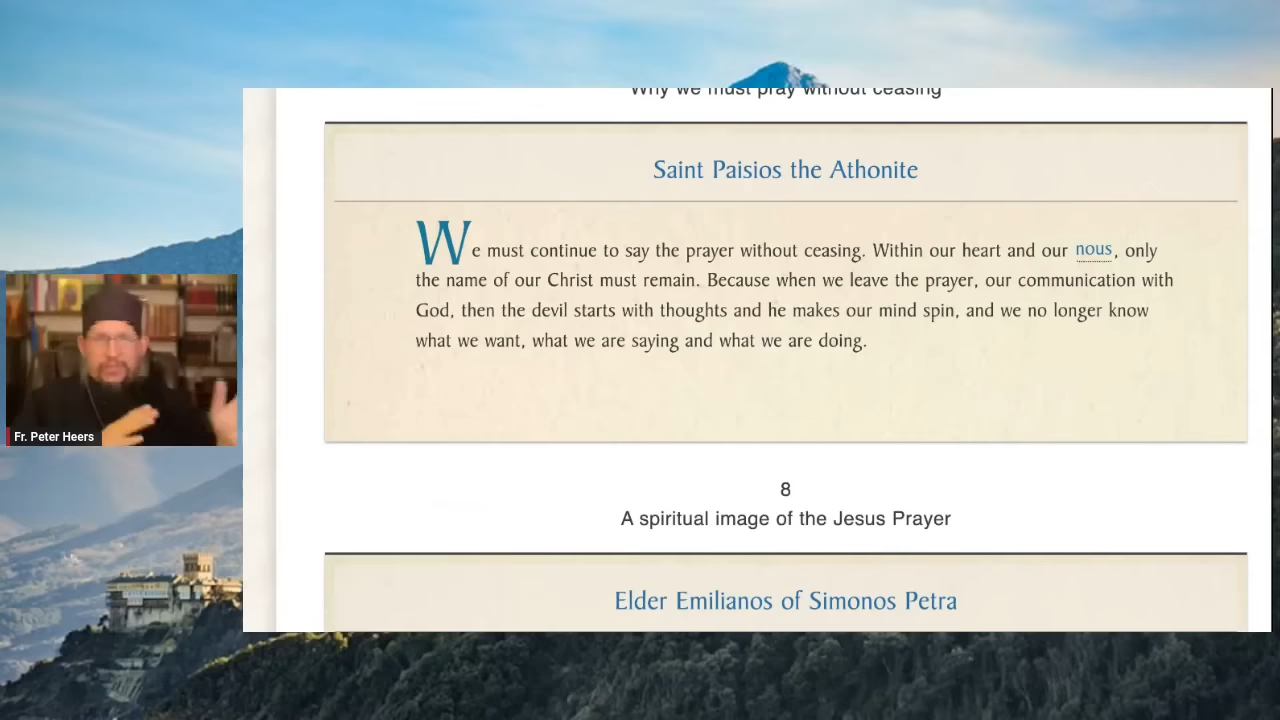 Why we must pray without ceasing
Saint Paisios the Athonite
We must continue to say the prayer without ceasing. Within our heart and our nous, only
the name of our Christ must remain. Because when we leave the prayer, our communication with
God, then the devil starts with thoughts and he makes our mind spin, and we no longer know
what we want, what we are saying and what we are doing.
Fr. Peter Heers
8
A spiritual image of the Jesus Prayer
Elder Emilianos of Simonos Petra